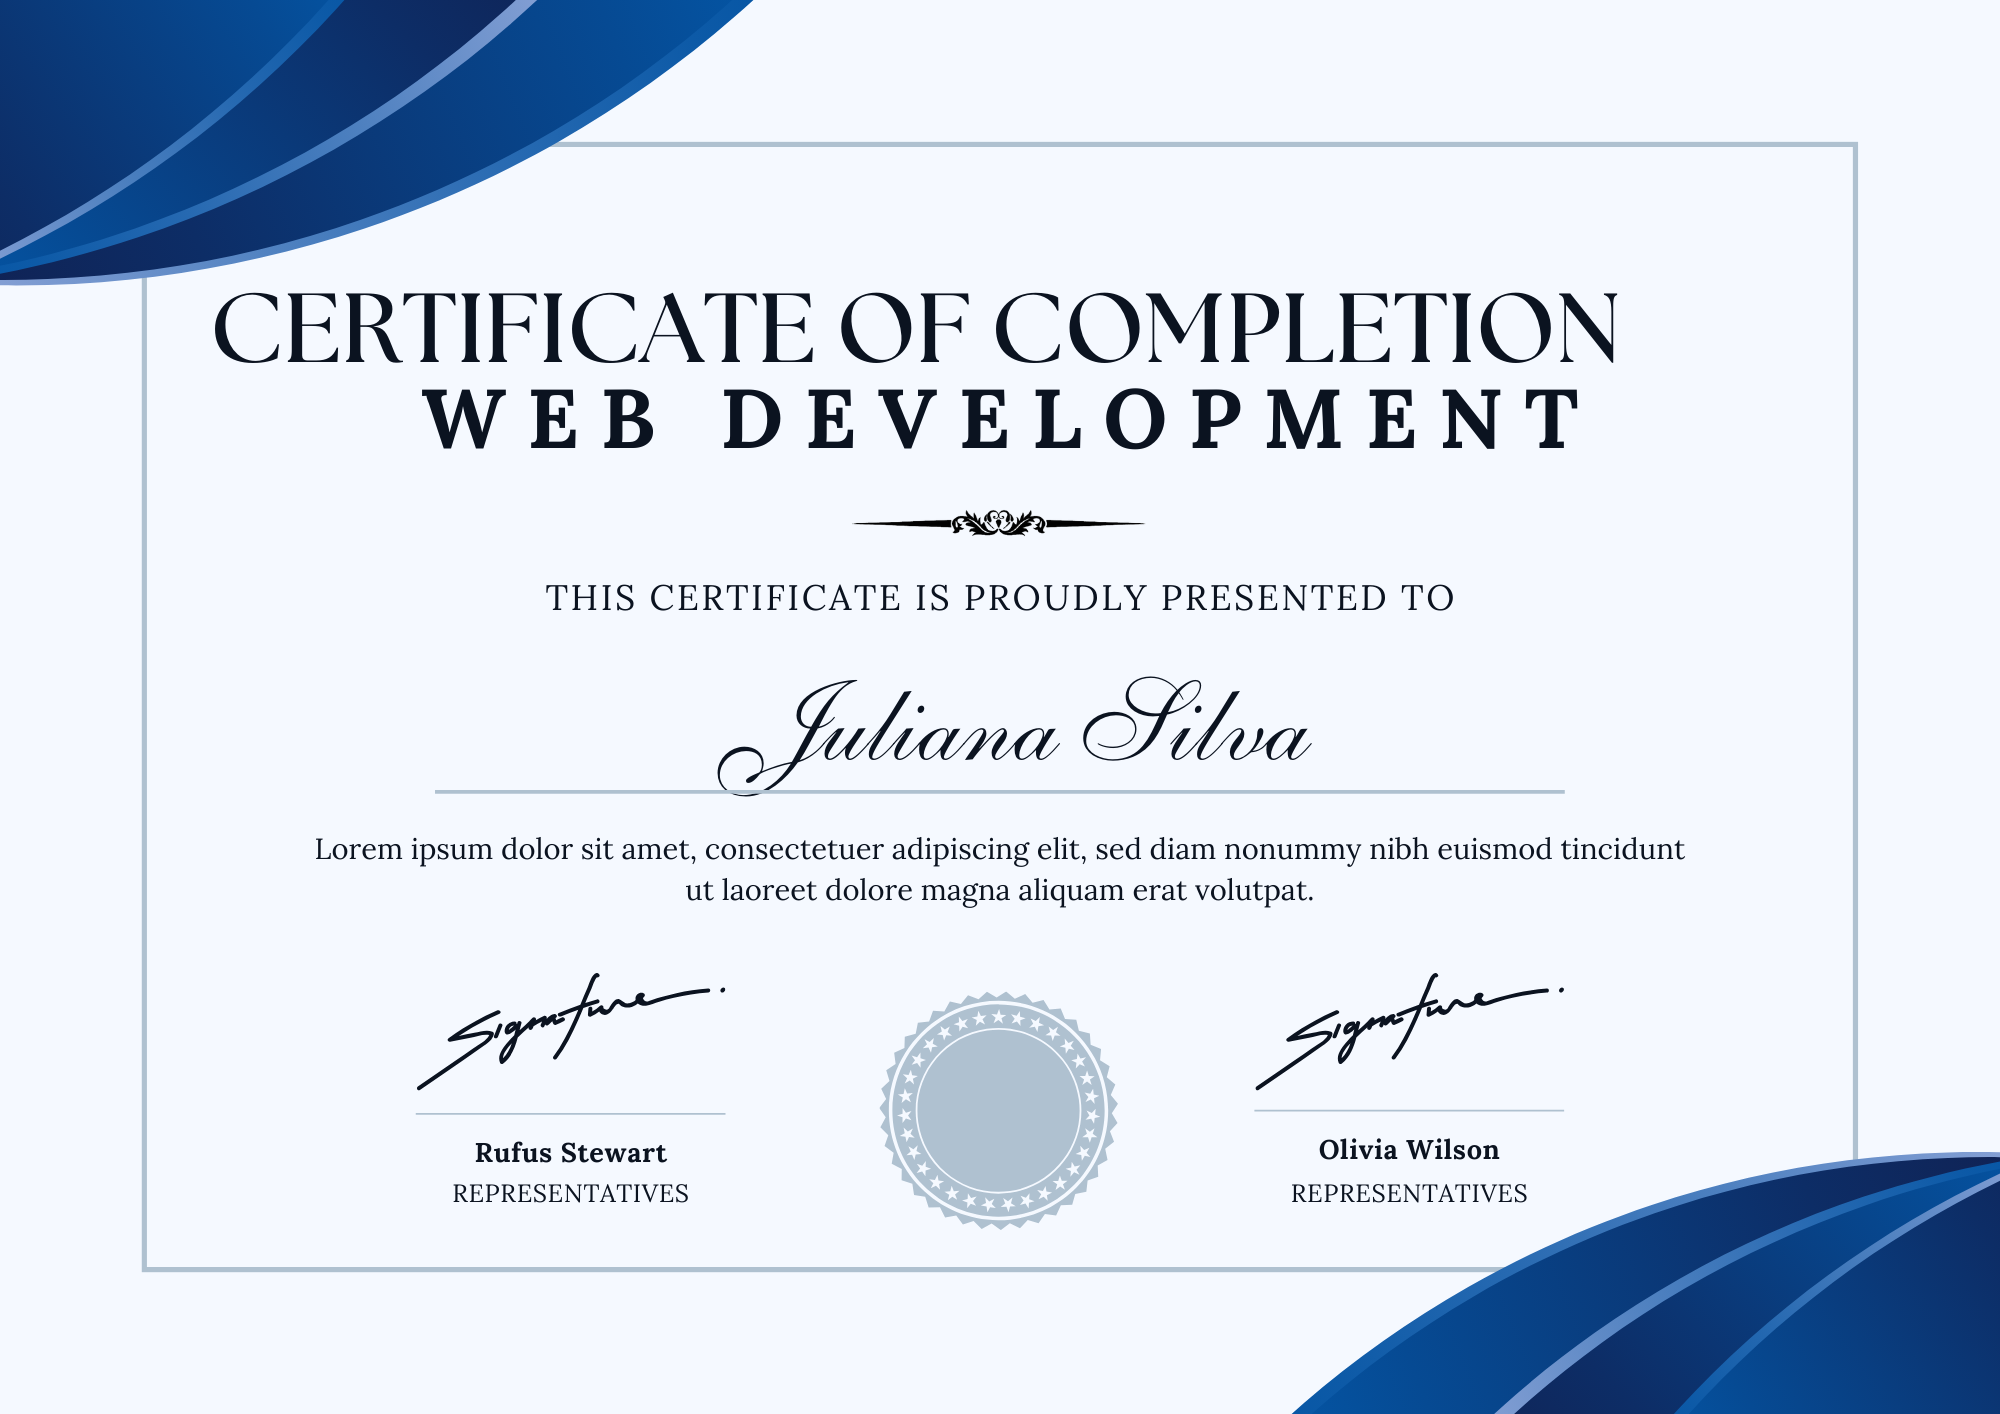 CERTIFICATE OF COMPLETION
WEB DEVELOPMENT
THIS CERTIFICATE IS PROUDLY PRESENTED TO
Juliana Silva
Lorem ipsum dolor sit amet, consectetuer adipiscing elit, sed diam nonummy nibh euismod tincidunt
ut laoreet dolore magna aliquam erat volutpat.
Signature
Rufus Stewart
REPRESENTATIVES
Signature
Olivia Wilson
REPRESENTATIVES